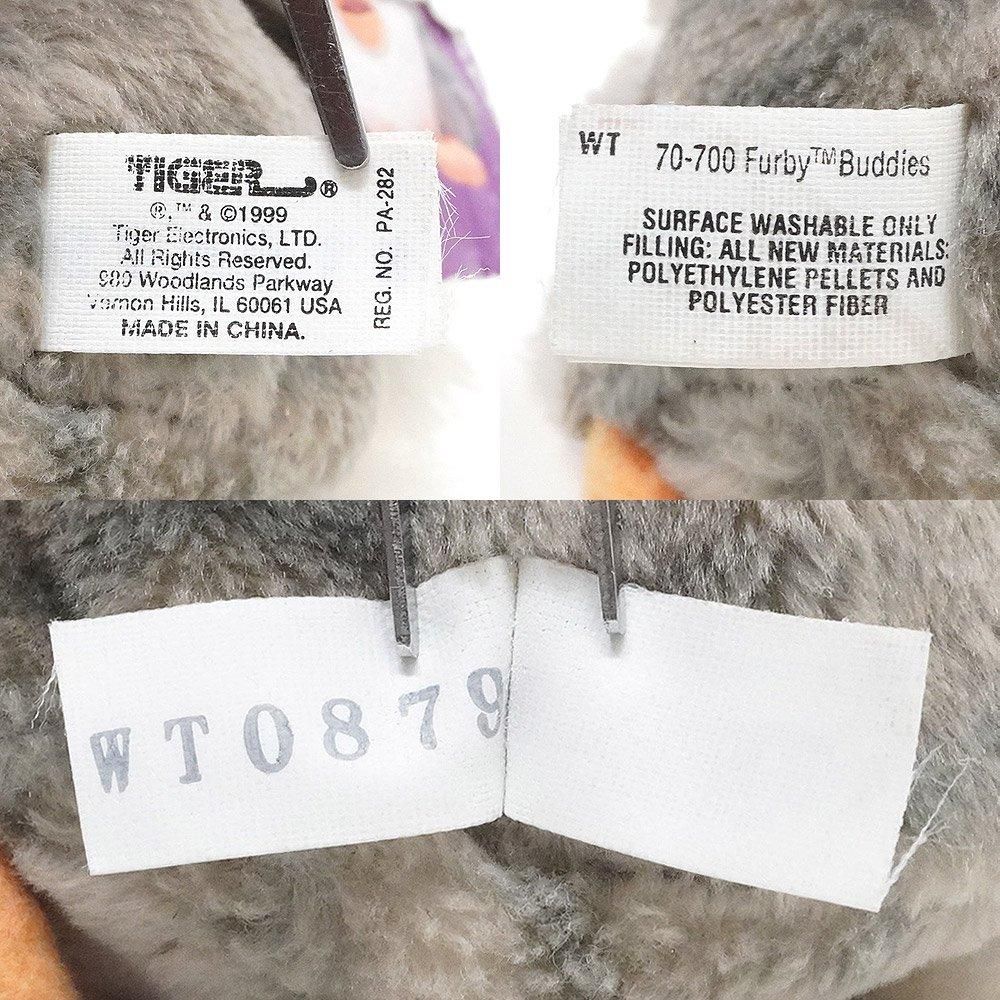 TIGER®
®,™ & ©1999
Tiger Electronics, LTD.
All Rights Reserved.
980 Woodlands Parkway
Vernon Hills, IL 60061 USA
MADE IN CHINA.
REG. NO. PA-282
WT
70-700 Furby™Buddies
SURFACE WASHABLE ONLY
FILLING: ALL NEW MATERIALS:
POLYETHYLENE PELLETS AND
POLYESTER FIBER
WT0879